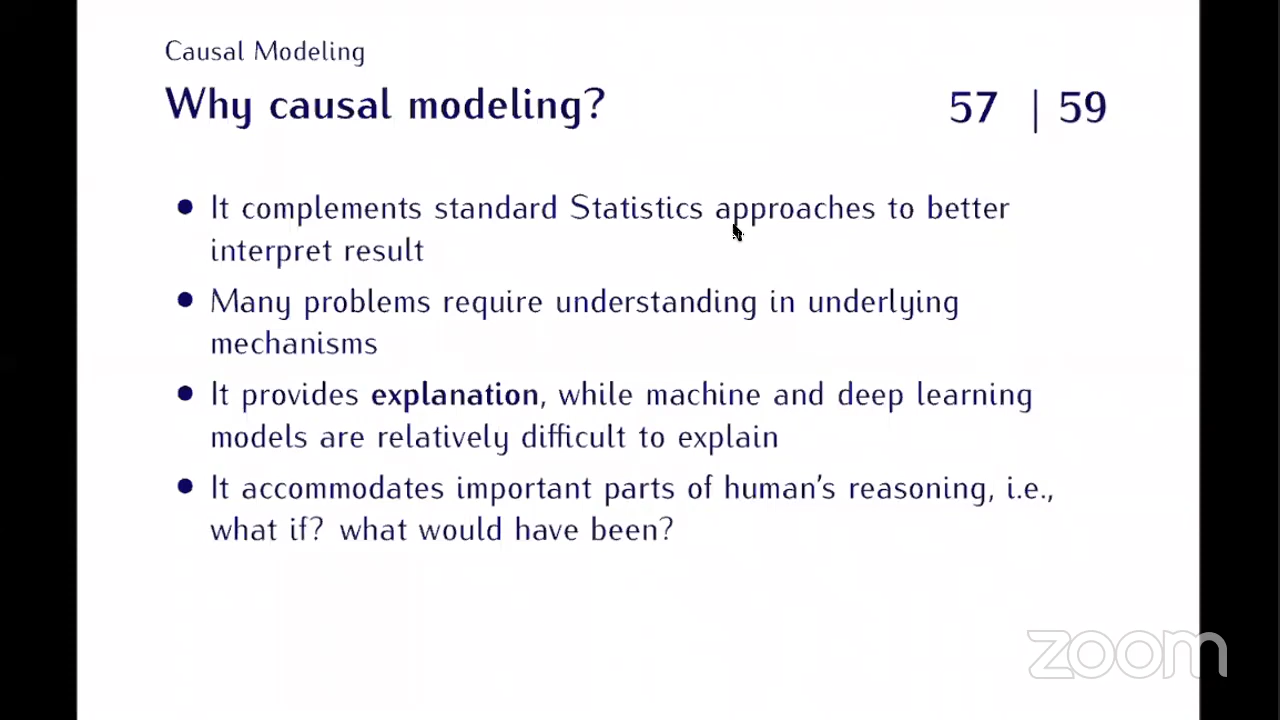 Causal Modeling
Why causal modeling?
57 | 59
• It complements standard Statistics approaches to better
interpret result
• Many problems require understanding in underlying
mechanisms
• It provides explanation, while machine and deep learning
models are relatively difficult to explain
• It accommodates important parts of human's reasoning, i.e.,
what if? what would have been?
zoom